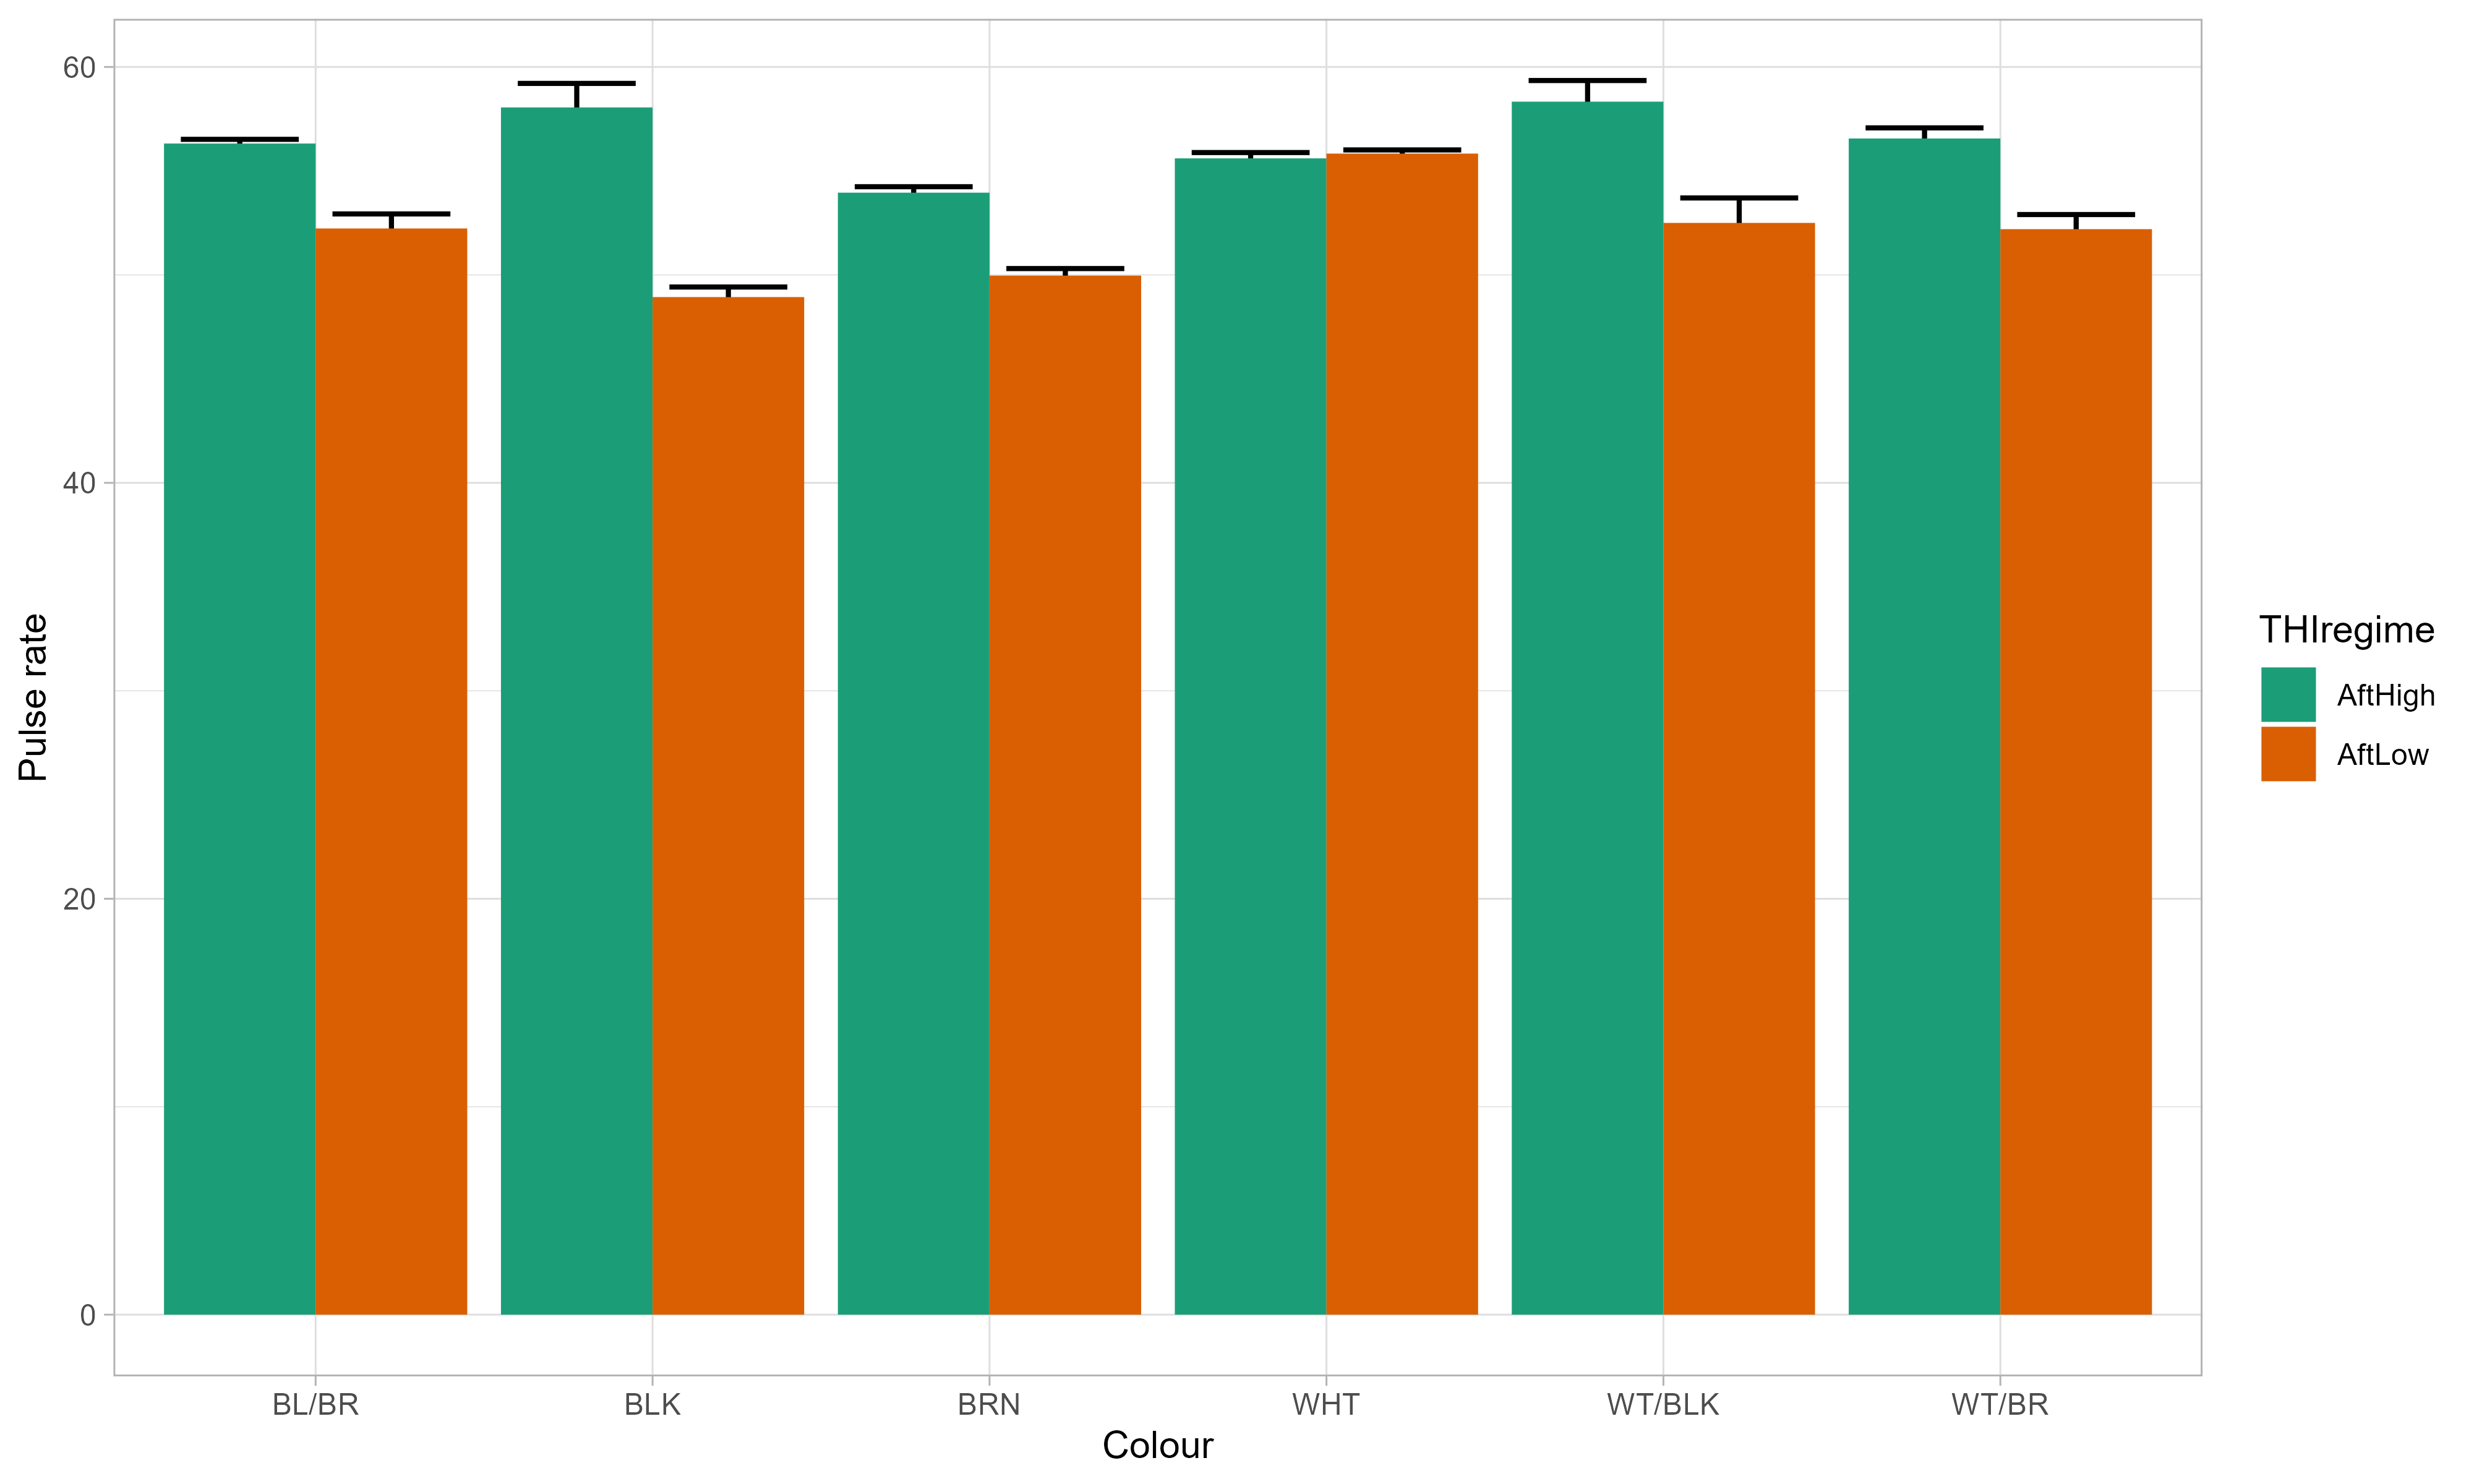 60
40
20
0
Pulse rate
BL/BR BLK BRN WHT WT/BLK WT/BR
Colour
THIregime
AftHigh
AftLow